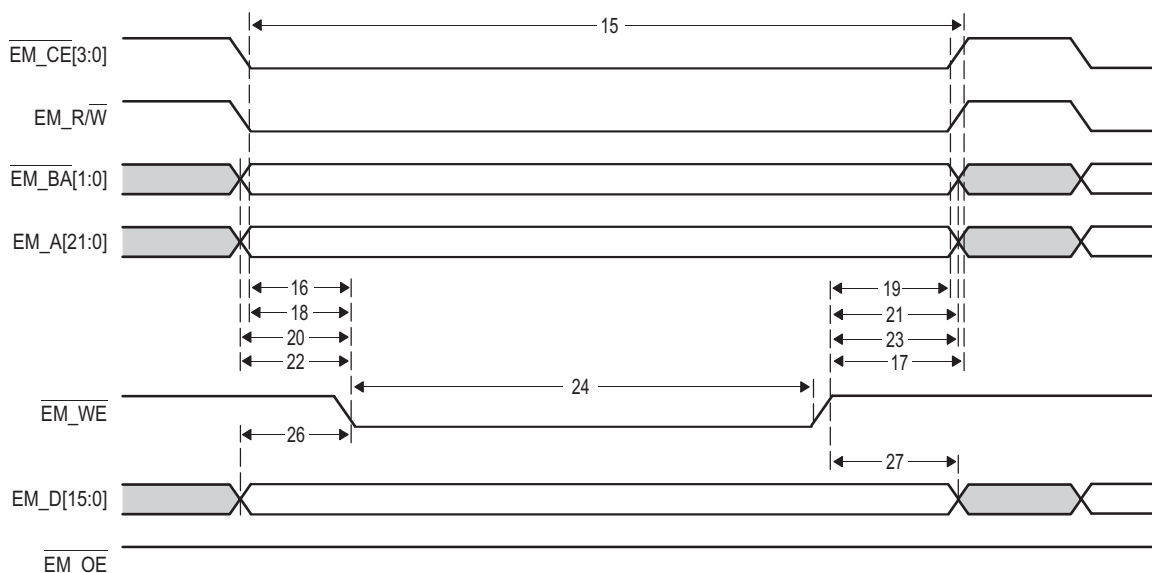 15
EM_CE[3:0]
EM_R/W
EM_BA[1:0]
EM_A[21:0]
16
19
18
21
20
23
22
17
24
EM_WE
26
27
EM_D[15:0]
EM_OE